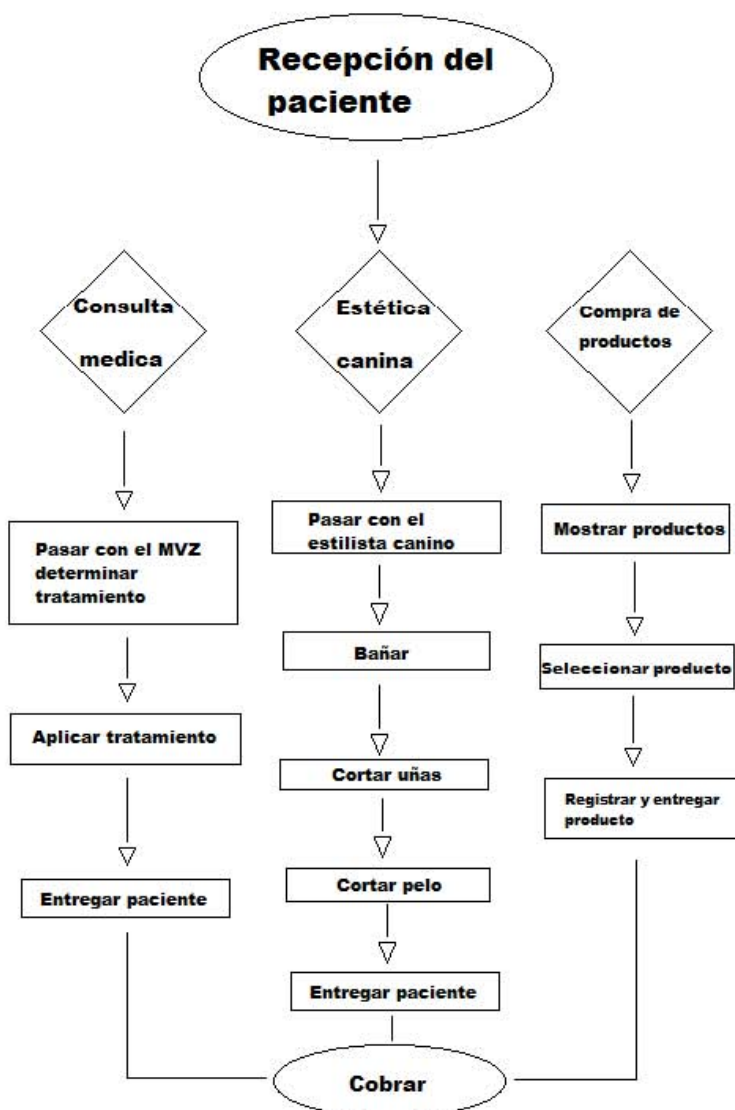 Recepción del
paciente
Consulta
medica
Estética
canina
Compra de
productos
Pasar con el MVZ
determinar
tratamiento
Aplicar tratamiento
Entregar paciente
Pasar con el
estilista canino
Bañar
Cortar uñas
Cortar pelo
Entregar paciente
Mostrar productos
Seleccionar producto
Registrar y entregar
producto
Cobrar